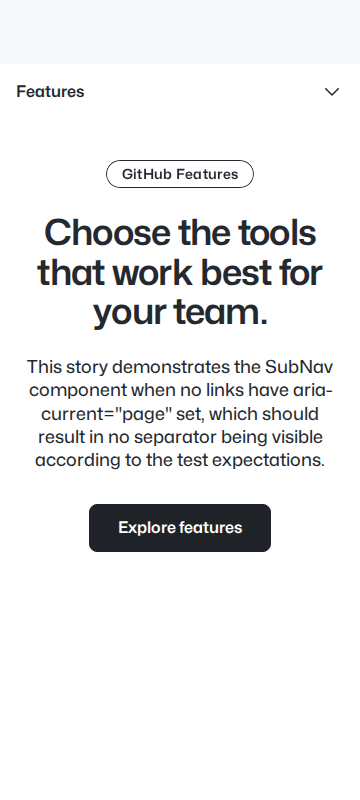 Features
GitHub Features
Choose the tools
that work best for
your team.
This story demonstrates the SubNav
component when no links have aria-
current="page" set, which should
result in no separator being visible
according to the test expectations.
Explore features